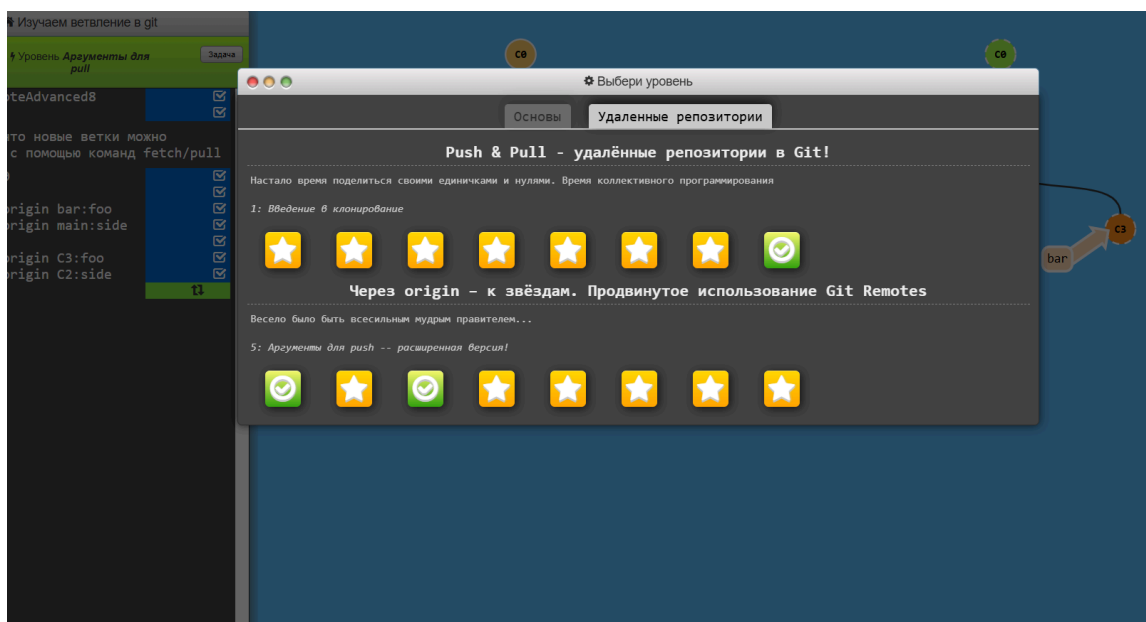 Изучаем ветвление в git
Уровень Аргументы для
pull
Задача
oteAdvanced8
что новые ветки можно
с помощью команд fetch/pull
origin bar:foo
origin main:side
origin C3:foo
origin C2:side
c0
c0
c3
bar
Выбери уровень
Основы
Удаленные репозитории
Push & Pull - удалённые репозитории в Git!
Настало время поделиться своими единичками и нулями. Время коллективного программирования
1: Введение в клонирование
Через origin – к звёздам. Продвинутое использование Git Remotes
Весело было быть всесильным мудрым правителем...
5: Аргументы для push -- расширенная версия!